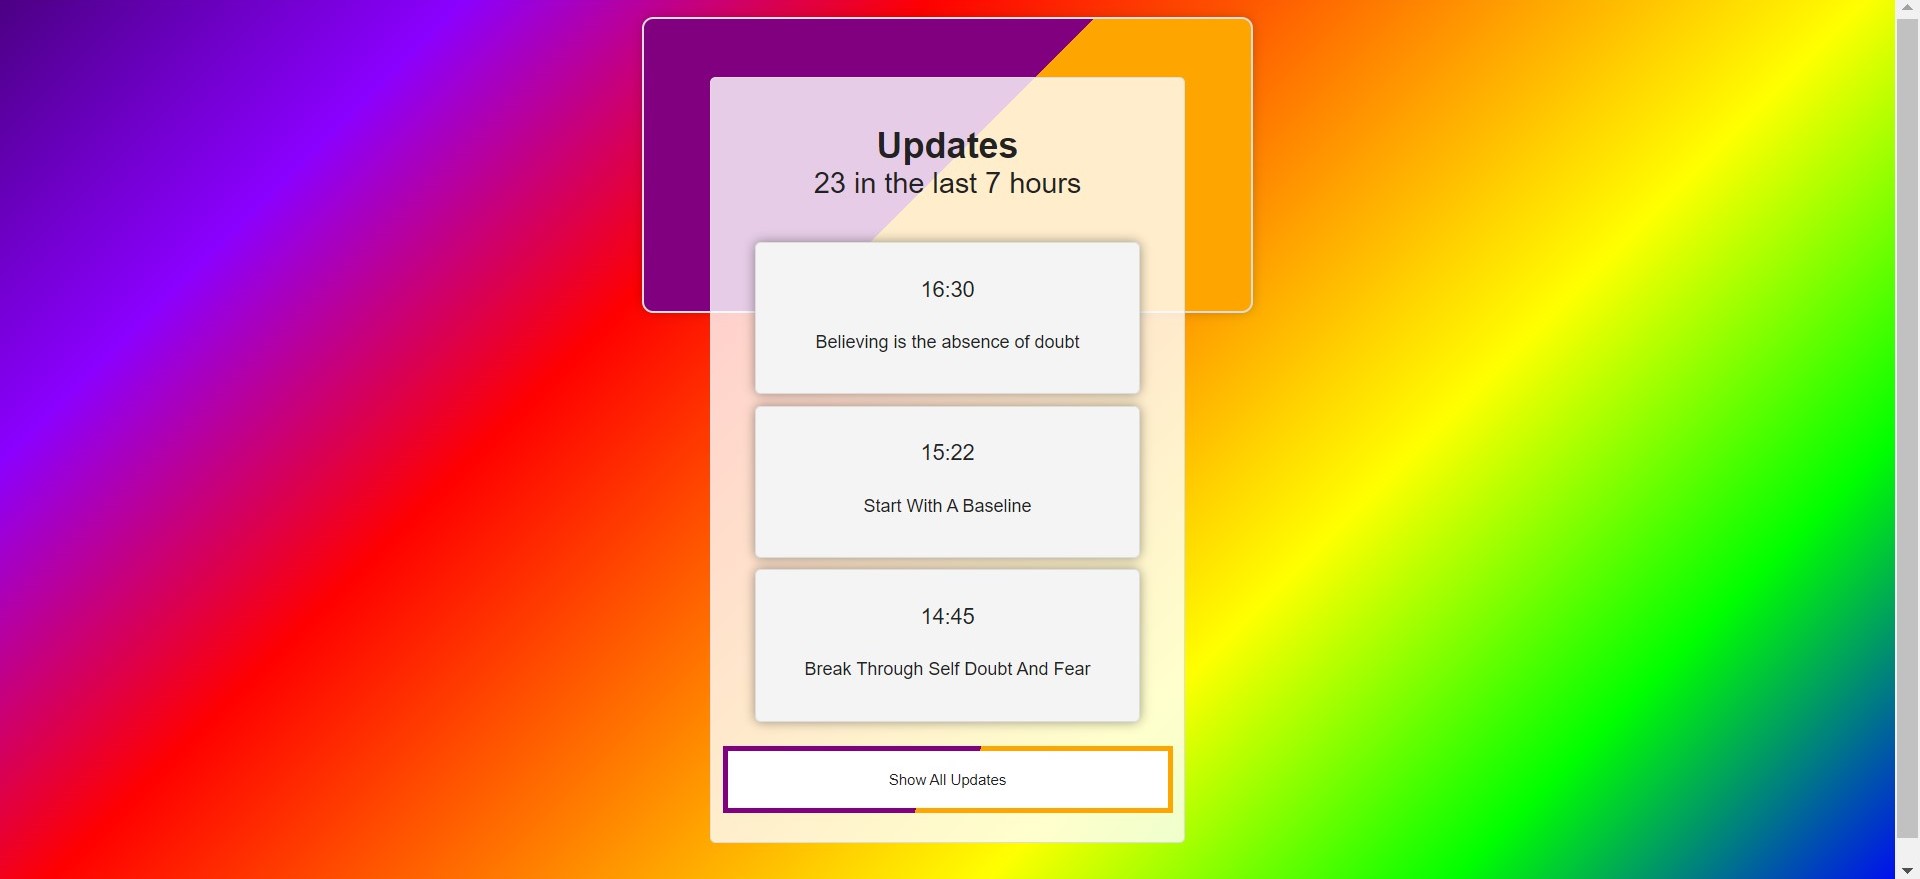 Updates
23 in the last 7 hours
16:30
Believing is the absence of doubt
15:22
Start With A Baseline
14:45
Break Through Self Doubt And Fear
Show All Updates